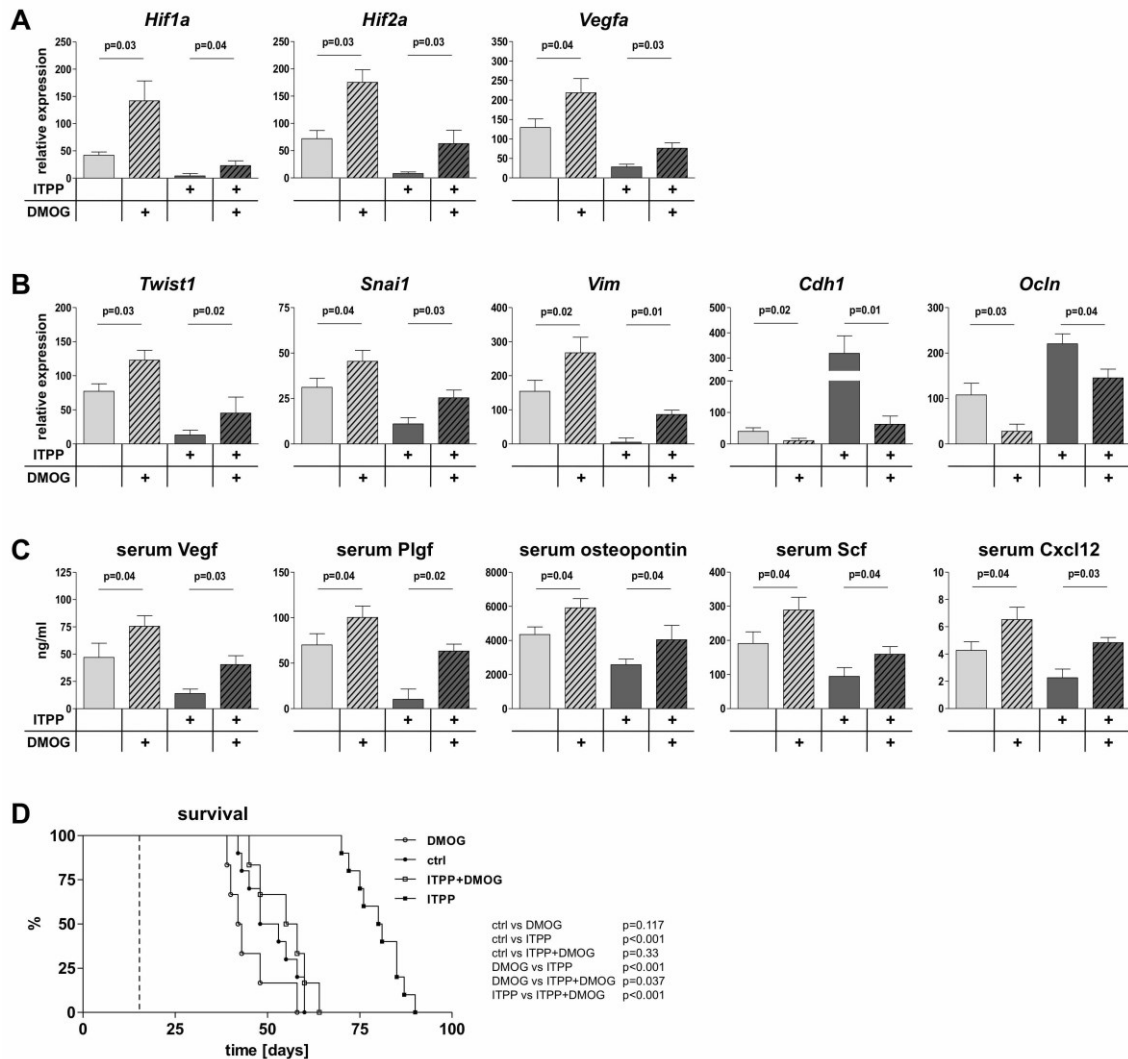 A
Hif1a Hif2a Vegfa
p=0.03 p=0.04 p=0.03 p=0.03 p=0.04 p=0.03
relative expression
250 200 150 100 50 0
250 200 150 100 50 0
350 300 250 200 150 100 50 0
ITPP + + + + + +
DMOG + + + + + +
B
Twist1 Snai1 Vim Cdh1 Ocln
p=0.03 p=0.02 p=0.04 p=0.03 p=0.02 p=0.01 p=0.02 p=0.01 p=0.03 p=0.04
relative expression
200 150 100 50 0
75 50 25 0
400 300 200 100 0
500 400 300 200 100 0
300 200 100 0
ITPP + + + + + + + + + +
DMOG + + + + + + + + + +
C
serum Vegf serum Plgf serum osteopontin serum Scf serum Cxcl12
p=0.04 p=0.03 p=0.04 p=0.02 p=0.04 p=0.04 p=0.04 p=0.04 p=0.04 p=0.03
ng/ml
125 100 75 50 25 0
150 100 50 0
8000 6000 4000 2000 0
400 300 200 100 0
10 8 6 4 2 0
ITPP + + + + + + + + + +
DMOG + + + + + + + + + +
D
survival
100 75 50 25 0
%
0 25 50 75 100
time [days]
DMOG
ctrl
ITPP+DMOG
ITPP
ctrl vs DMOG p=0.117
ctrl vs ITPP p<0.001
ctrl vs ITPP+DMOG p=0.33
DMOG vs ITPP p<0.001
DMOG vs ITPP+DMOG p=0.037
ITPP vs ITPP+DMOG p<0.001